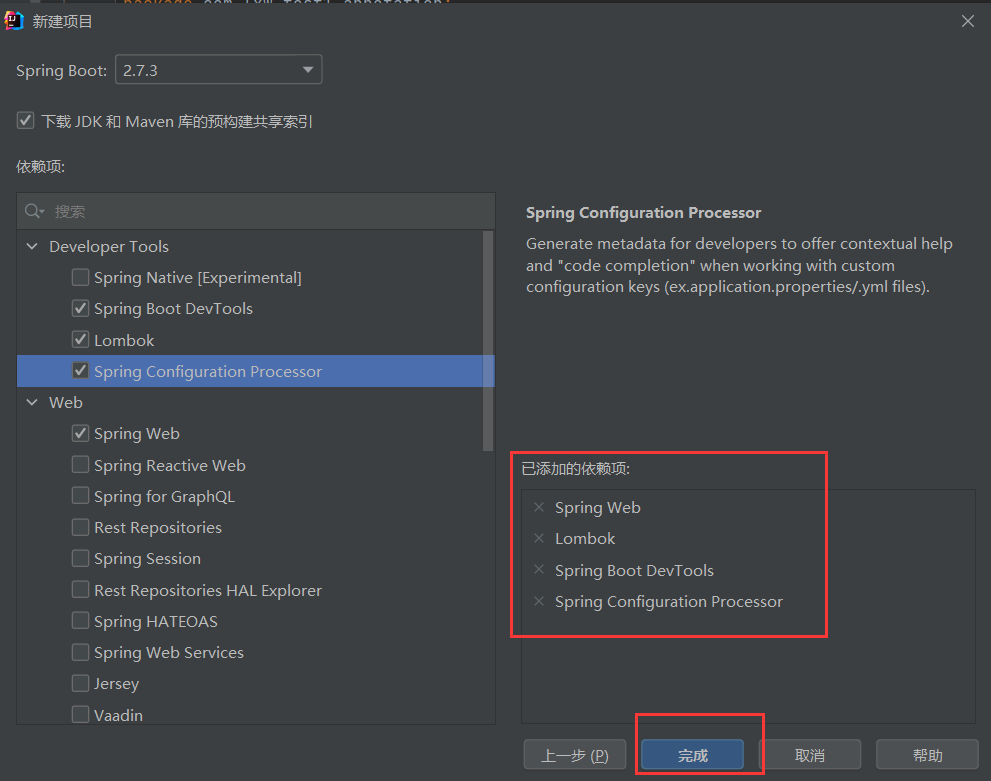 package com.
annotation;
新建项目
Spring Boot: 2.7.3
下载 JDK 和 Maven 库的预构建共享索引
依赖项:
搜索
Developer Tools
Spring Native [Experimental]
Spring Boot DevTools
Lombok
Spring Configuration Processor
Web
Spring Web
Spring Reactive Web
Spring for GraphQL
Rest Repositories
Spring Session
Rest Repositories HAL Explorer
Spring HATEOAS
Spring Web Services
Jersey
Vaadin
Spring Configuration Processor
Generate metadata for developers to offer contextual help
and "code completion" when working with custom
configuration keys (ex.application.properties/.yml files).
已添加的依赖项:
Spring Web
Lombok
Spring Boot DevTools
Spring Configuration Processor
上一步 (P)
完成
取消
帮助